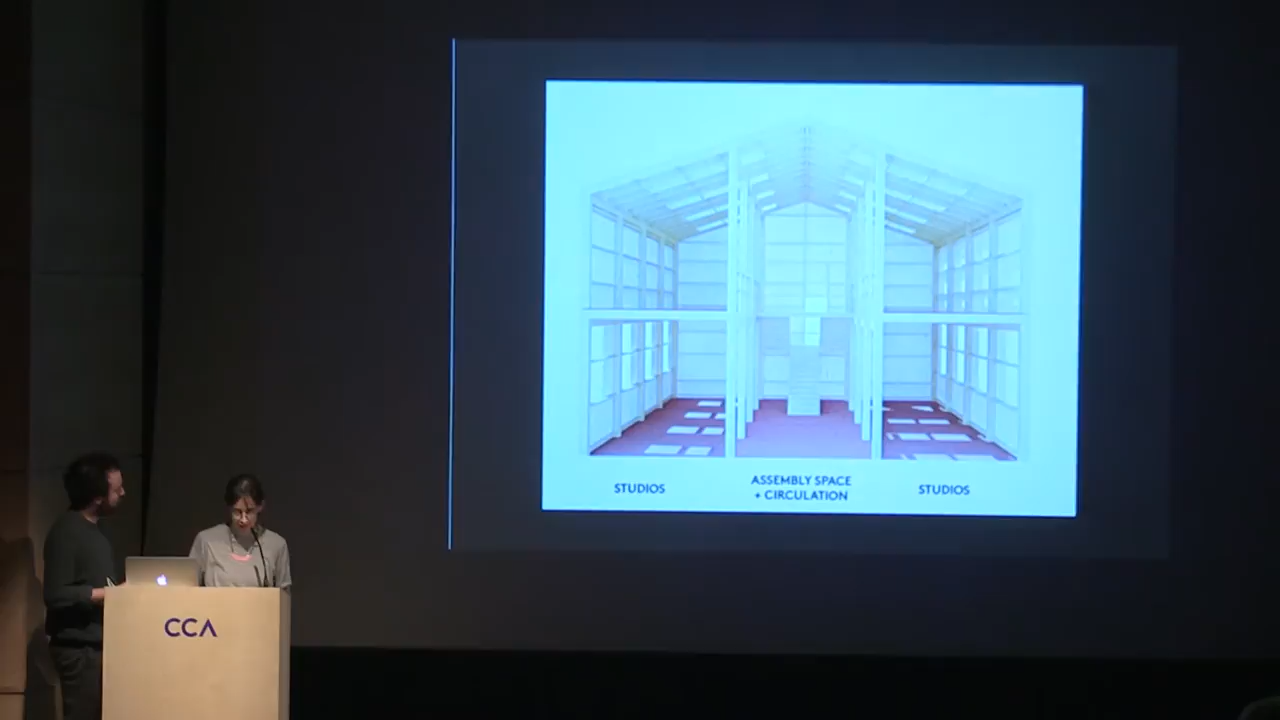 STUDIOS
ASSEMBLY SPACE
+ CIRCULATION
STUDIOS
CCA